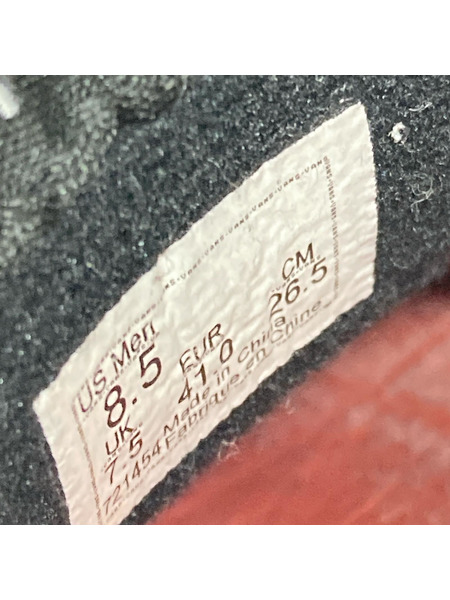 US Men EUR CM
8.5 41.0 26.5
UK.
7.5 Made in China
721454 Fabriqué en Chine